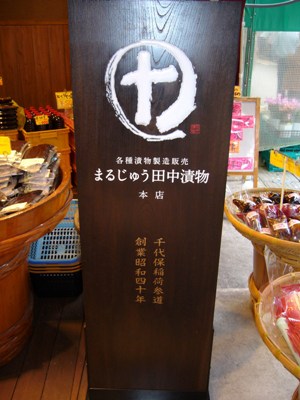 十
各種漬物製造販売
まるじゅう田中漬物
本店
千代保稲荷参道
創業昭和四十年